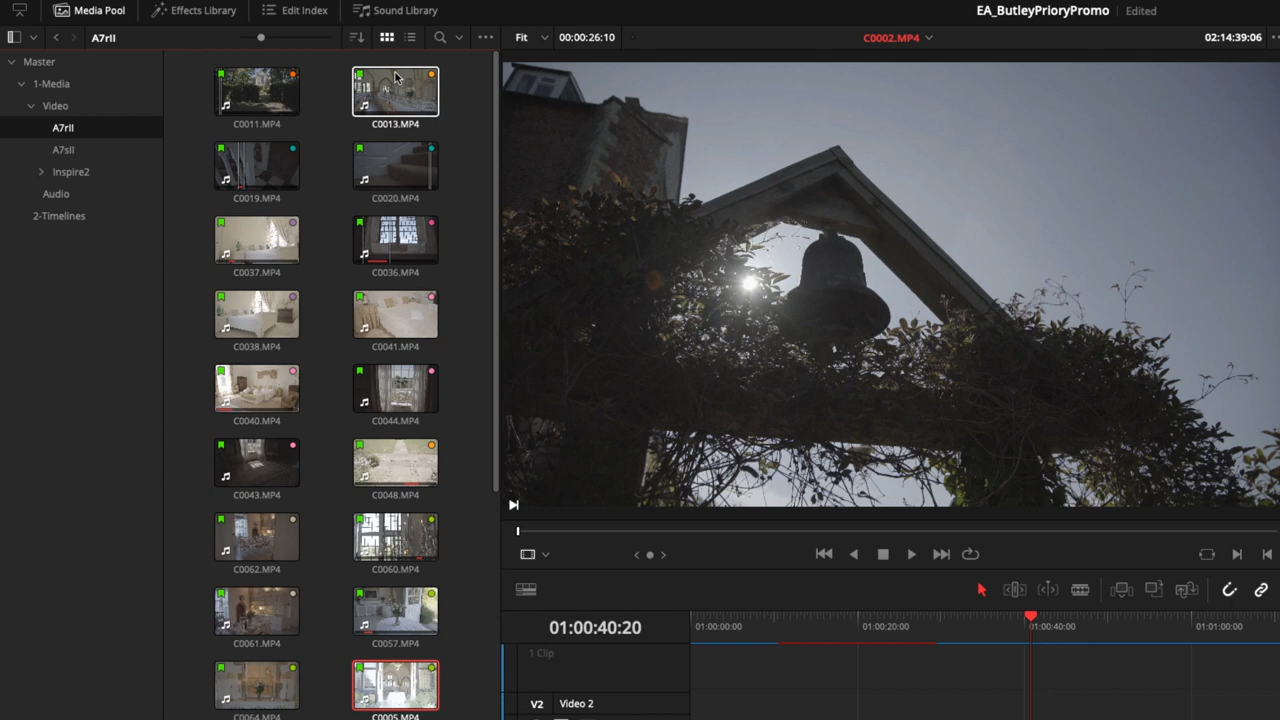 Media Pool
Effects Library
Edit Index
Sound Library
EA_ButleyPrioryPromo
Edited
A7rII
Fit
00:00:26:10
C0002.MP4
02:14:39:06
Master
1-Media
Video
A7rII
A7sII
Inspire2
Audio
2-Timelines
C0011.MP4
C0013.MP4
C0019.MP4
C0020.MP4
C0037.MP4
C0036.MP4
C0038.MP4
C0041.MP4
C0040.MP4
C0044.MP4
C0043.MP4
C0048.MP4
C0062.MP4
C0060.MP4
C0061.MP4
C0057.MP4
C0064.MP4
C0005.MP4
01:00:40:20
01:00:00:00
01:00:20:00
01:00:40:00
01:01:00:00
1 Clip
V2
Video 2